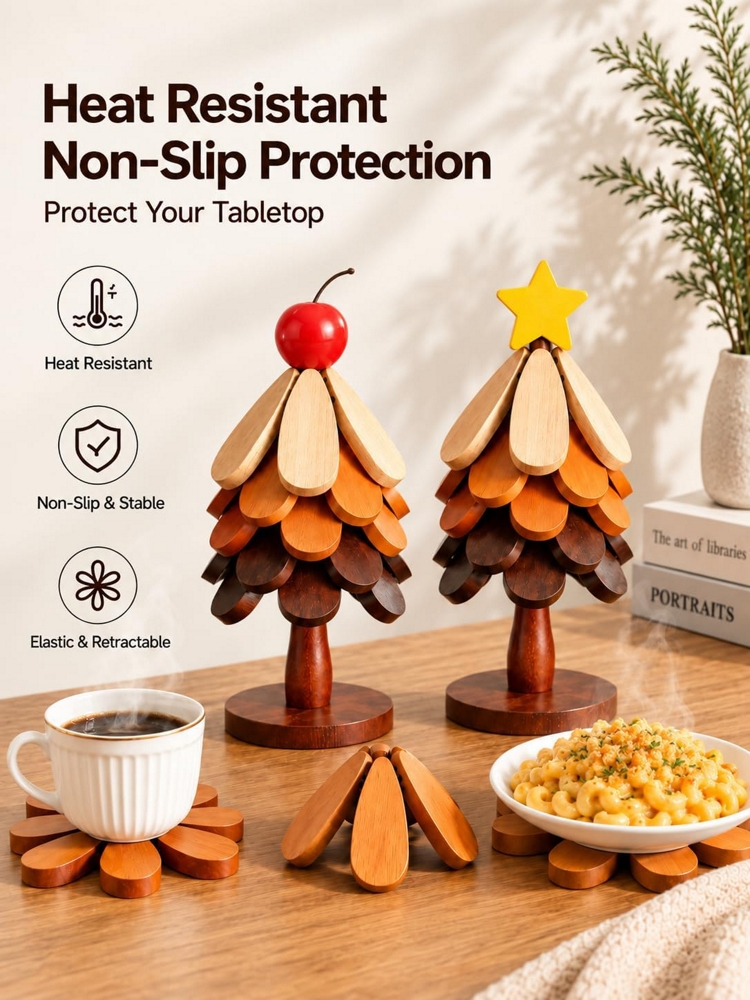 Heat Resistant
Non-Slip Protection
Protect Your Tabletop
Heat Resistant
Non-Slip & Stable
Elastic & Retractable
The art of libraries
PORTRAITS